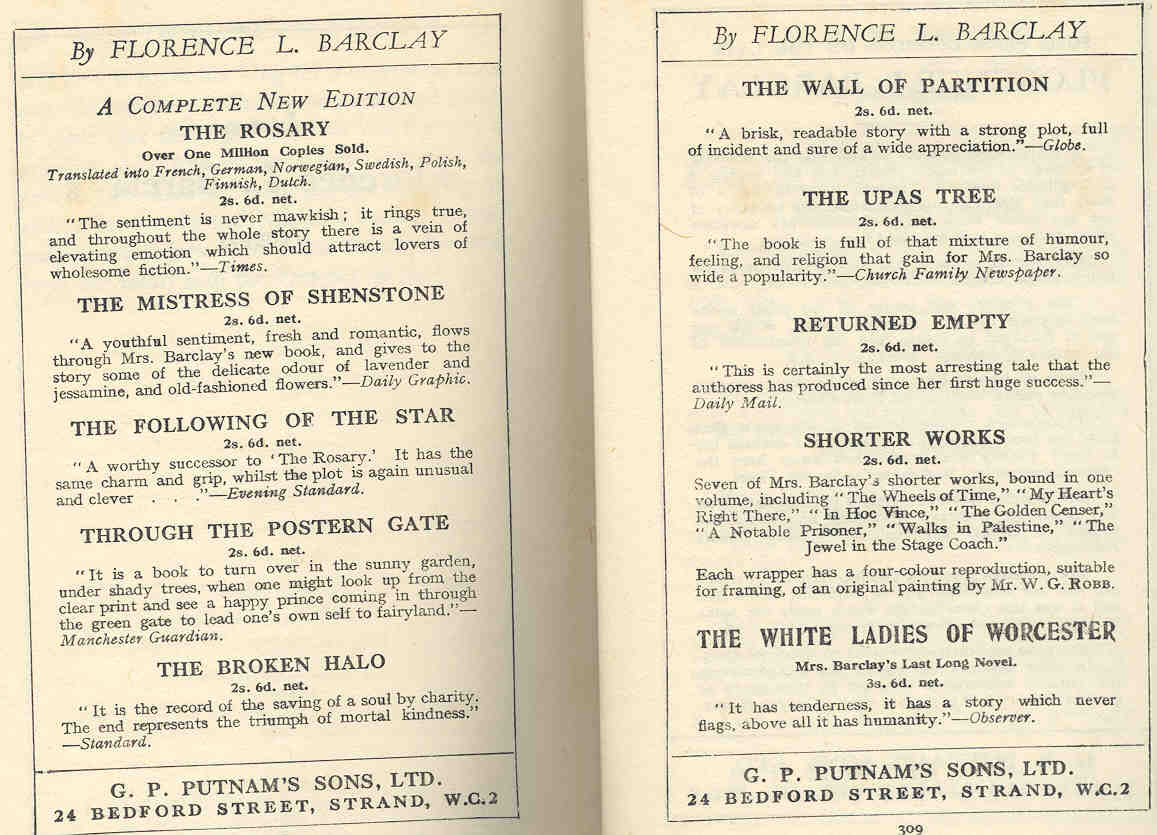 By FLORENCE L. BARCLAY
A COMPLETE NEW EDITION
THE ROSARY
Over One Million Copies Sold.
Translated into French, German, Norwegian, Swedish, Polish,
Finnish, Dutch.
2s. 6d. net.
"The sentiment is never mawkish; it rings true,
and throughout the whole story there is a vein of
elevating emotion which should attract lovers of
wholesome fiction."—Times.
THE MISTRESS OF SHENSTONE
2s. 6d. net.
"A youthful sentiment, fresh and romantic, flows
through Mrs. Barclay's new book, and gives to the
story some of the delicate odour of lavender and
jessamine, and old-fashioned flowers."—Daily Graphic.
THE FOLLOWING OF THE STAR
2s. 6d. net.
"A worthy successor to 'The Rosary.' It has the
same charm and grip, whilst the plot is again unusual
and clever . . ."—Evening Standard.
THROUGH THE POSTERN GATE
2s. 6d. net.
"It is a book to turn over in the sunny garden,
under shady trees, when one might look up from the
clear print and see a happy prince coming in through
the green gate to lead one's own self to fairyland."—
Manchester Guardian.
THE BROKEN HALO
2s. 6d. net.
"It is the record of the saving of a soul by charity.
The end represents the triumph of mortal kindness."
—Standard.
G. P. PUTNAM'S SONS, LTD.
24 BEDFORD STREET, STRAND, W.C.2
By FLORENCE L. BARCLAY
THE WALL OF PARTITION
2s. 6d. net.
"A brisk, readable story with a strong plot, full
of incident and sure of a wide appreciation."—Globe.
THE UPAS TREE
2s. 6d. net.
"The book is full of that mixture of humour,
feeling, and religion that gain for Mrs. Barclay so
wide a popularity."—Church Family Newspaper.
RETURNED EMPTY
2s. 6d. net.
"This is certainly the most arresting tale that the
authoress has produced since her first huge success."—
Daily Mail.
SHORTER WORKS
2s. 6d. net.
Seven of Mrs. Barclay's shorter works, bound in one
volume, including "The Wheels of Time," "My Heart's
Right There," "In Hoc Vince," "The Golden Censer,"
"A Notable Prisoner," "Walks in Palestine," "The
Jewel in the Stage Coach."
Each wrapper has a four-colour reproduction, suitable
for framing, of an original painting by Mr. W. G. ROBB.
THE WHITE LADIES OF WORCESTER
Mrs. Barclay's Last Long Novel.
3s. 6d. net.
"It has tenderness, it has a story which never
flags, above all it has humanity."—Observer.
G. P. PUTNAM'S SONS, LTD.
24 BEDFORD STREET, STRAND, W.C.2
309